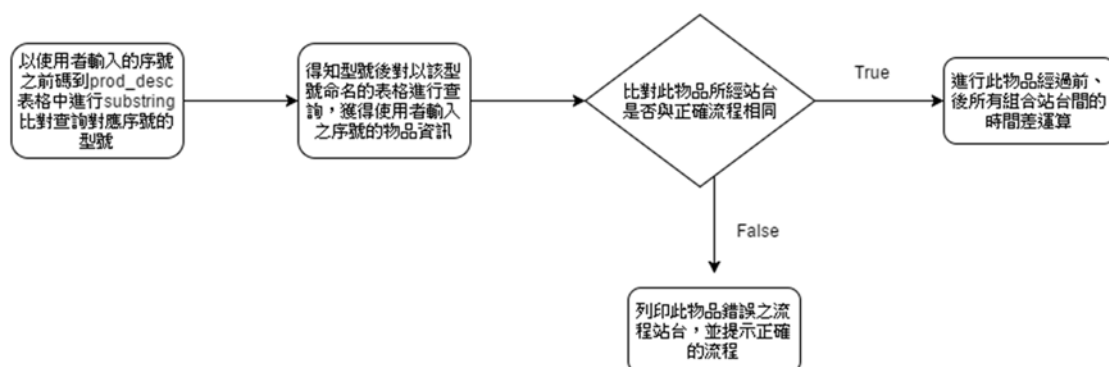 以使用者輸入的序號
之前碼到prod_desc
表格中進行substring
比對查詢對應序號的
型號
得知型號後對以該型
號命名的表格進行查
詢，獲得使用者輸入
之序號的物品資訊
比對此物品所經站台
是否與正確流程相同
True
進行此物品經過前、
後所有組合站台間的
時間差運算
False
列印此物品錯誤之流
程站台，並提示正確
的流程